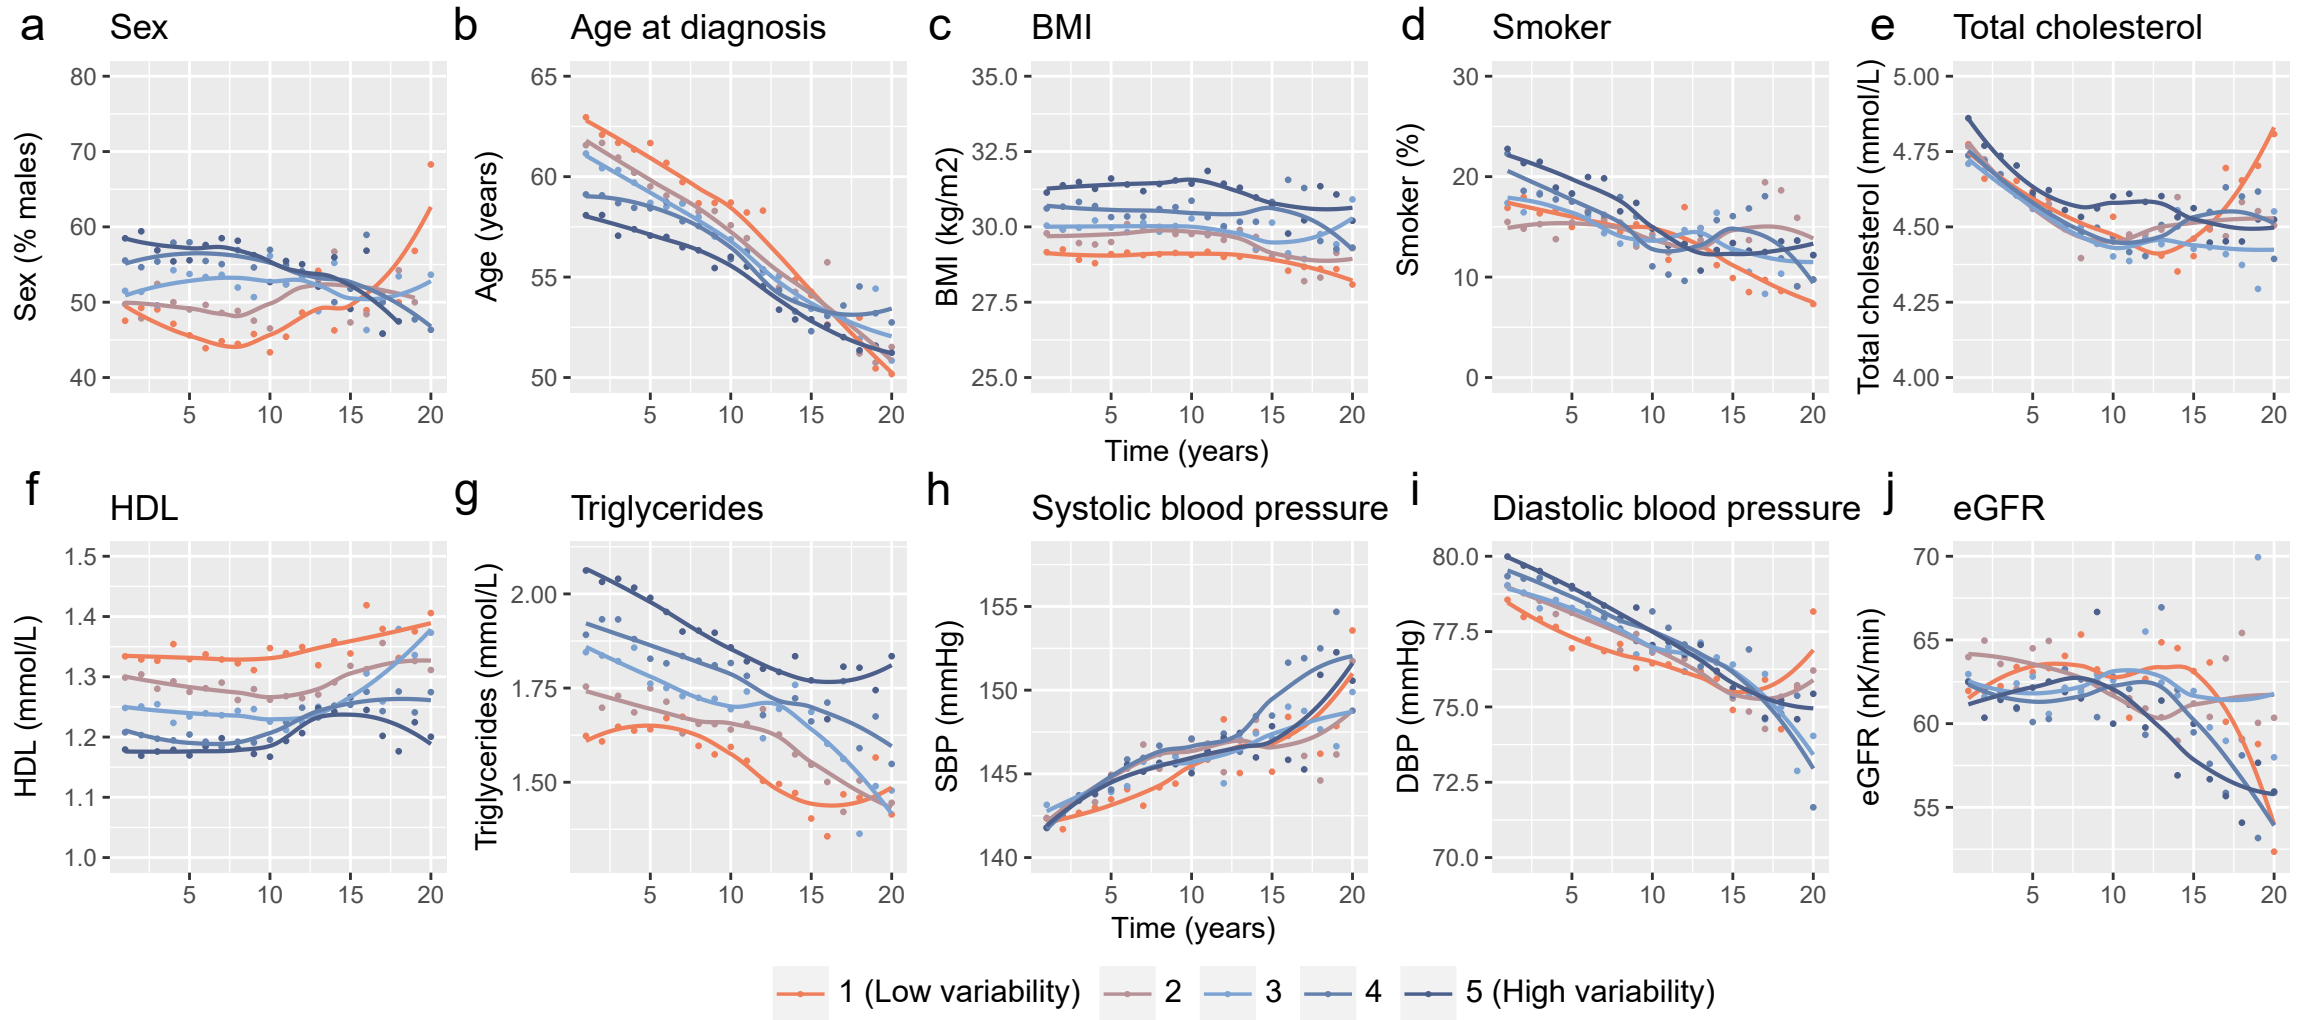 a Sex
b Age at diagnosis
c BMI
d Smoker
e Total cholesterol
Sex (% males)
80
70
60
50
40
5 10 15 20
Age (years)
65
60
55
50
5 10 15 20
BMI (kg/m2)
35.0
32.5
30.0
27.5
25.0
5 10 15 20
Smoker (%)
30
20
10
0
5 10 15 20
Total cholesterol (mmol/L)
5.00
4.75
4.50
4.25
4.00
5 10 15 20
Time (years)
f HDL
g Triglycerides
h Systolic blood pressure
i Diastolic blood pressure
j eGFR
HDL (mmol/L)
1.5
1.4
1.3
1.2
1.1
1.0
5 10 15 20
Triglycerides (mmol/L)
2.00
1.75
1.50
5 10 15 20
SBP (mmHg)
155
150
145
140
5 10 15 20
DBP (mmHg)
80.0
77.5
75.0
72.5
70.0
5 10 15 20
eGFR (nK/min)
70
65
60
55
5 10 15 20
Time (years)
1 (Low variability) 2 3 4 5 (High variability)